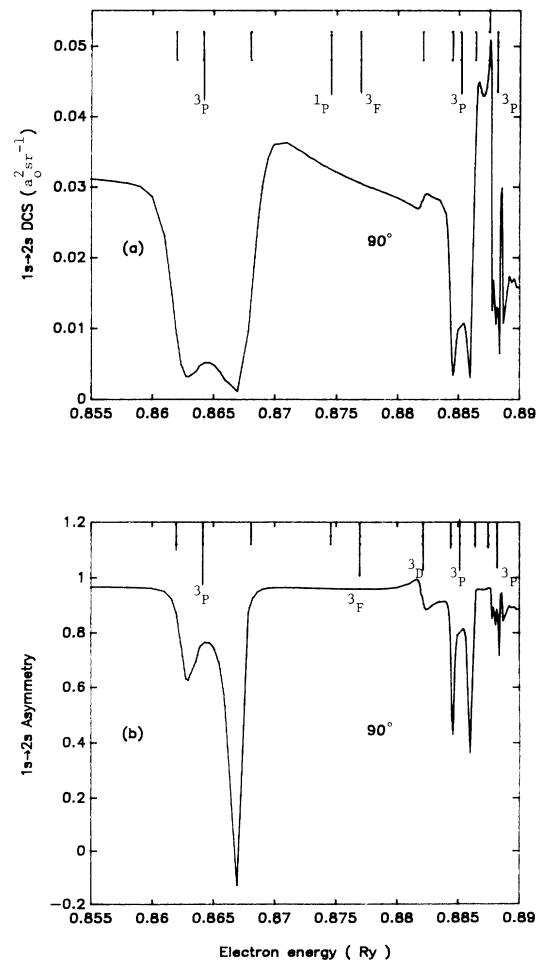 0.05
0.04
0.03
0.02
0.01
0
1s→2s DCS ( a₀²sr⁻¹ )
³P
¹P
³F
³P
³P
(a)
90°
0.855 0.86 0.865 0.87 0.875 0.88 0.885 0.89
1.2
1
0.8
0.6
0.4
0.2
0
−0.2
1s→2s Asymmetry
³P
³F
³D
³P
³P
(b)
90°
0.855 0.86 0.865 0.87 0.875 0.88 0.885 0.89
Electron energy ( Ry )